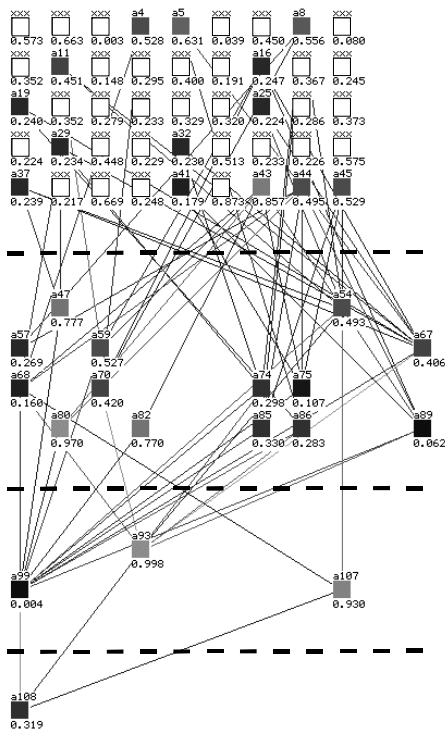 xxx xxx xxx a4 a5 xxx xxx a8 xxx
0.573 0.663 0.003 0.528 0.631 0.039 0.450 0.556 0.080
xxx a11 xxx xxx xxx xxx a16 xxx xxx
0.352 0.451 0.148 0.295 0.400 0.191 0.247 0.367 0.245
a19 xxx xxx xxx xxx xxx a25 xxx xxx
0.240 0.352 0.279 0.233 0.329 0.320 0.224 0.286 0.373
xxx a29 xxx xxx a32 xxx xxx xxx xxx
0.224 0.234 0.448 0.229 0.230 0.513 0.233 0.226 0.575
a37 xxx xxx xxx a41 xxx a43 a44 a45
0.239 0.217 0.669 0.248 0.179 0.873 0.857 0.495 0.529
a47 a54
0.777 0.493
a57 a59 a67
0.269 0.527 0.406
a68 a70 a74 a75
0.160 0.420 0.298 0.107
a80 a82 a85 a86 a89
0.970 0.770 0.330 0.283 0.062
a93
0.998
a99 a107
0.004 0.930
a108
0.319